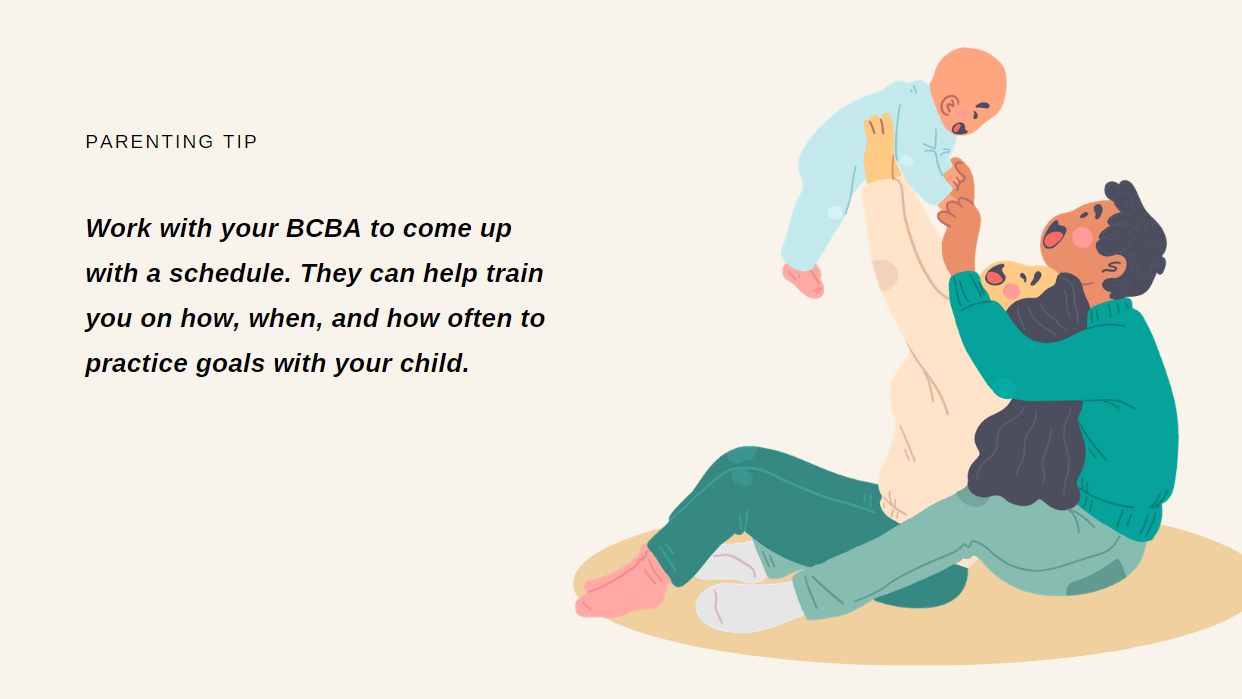 PARENTING TIP
Work with your BCBA to come up
with a schedule. They can help train
you on how, when, and how often to
practice goals with your child.